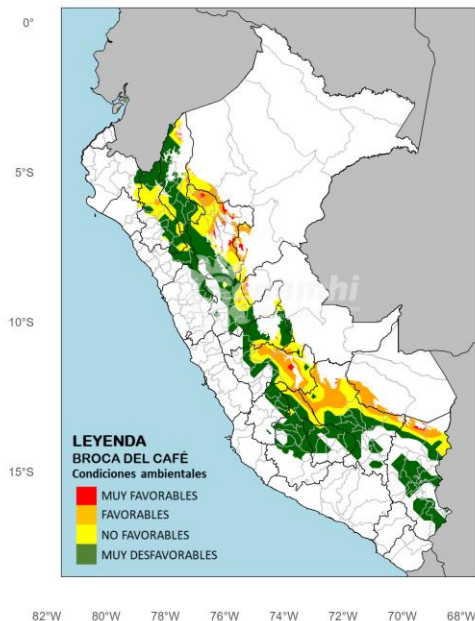 0°
5°S
10°S
15°S
senamhi
LEYENDA
BROCA DEL CAFÉ
Condiciones ambientales
MUY FAVORABLES
FAVORABLES
NO FAVORABLES
MUY DESFAVORABLES
82°W 80°W 78°W 76°W 74°W 72°W 70°W 68°W